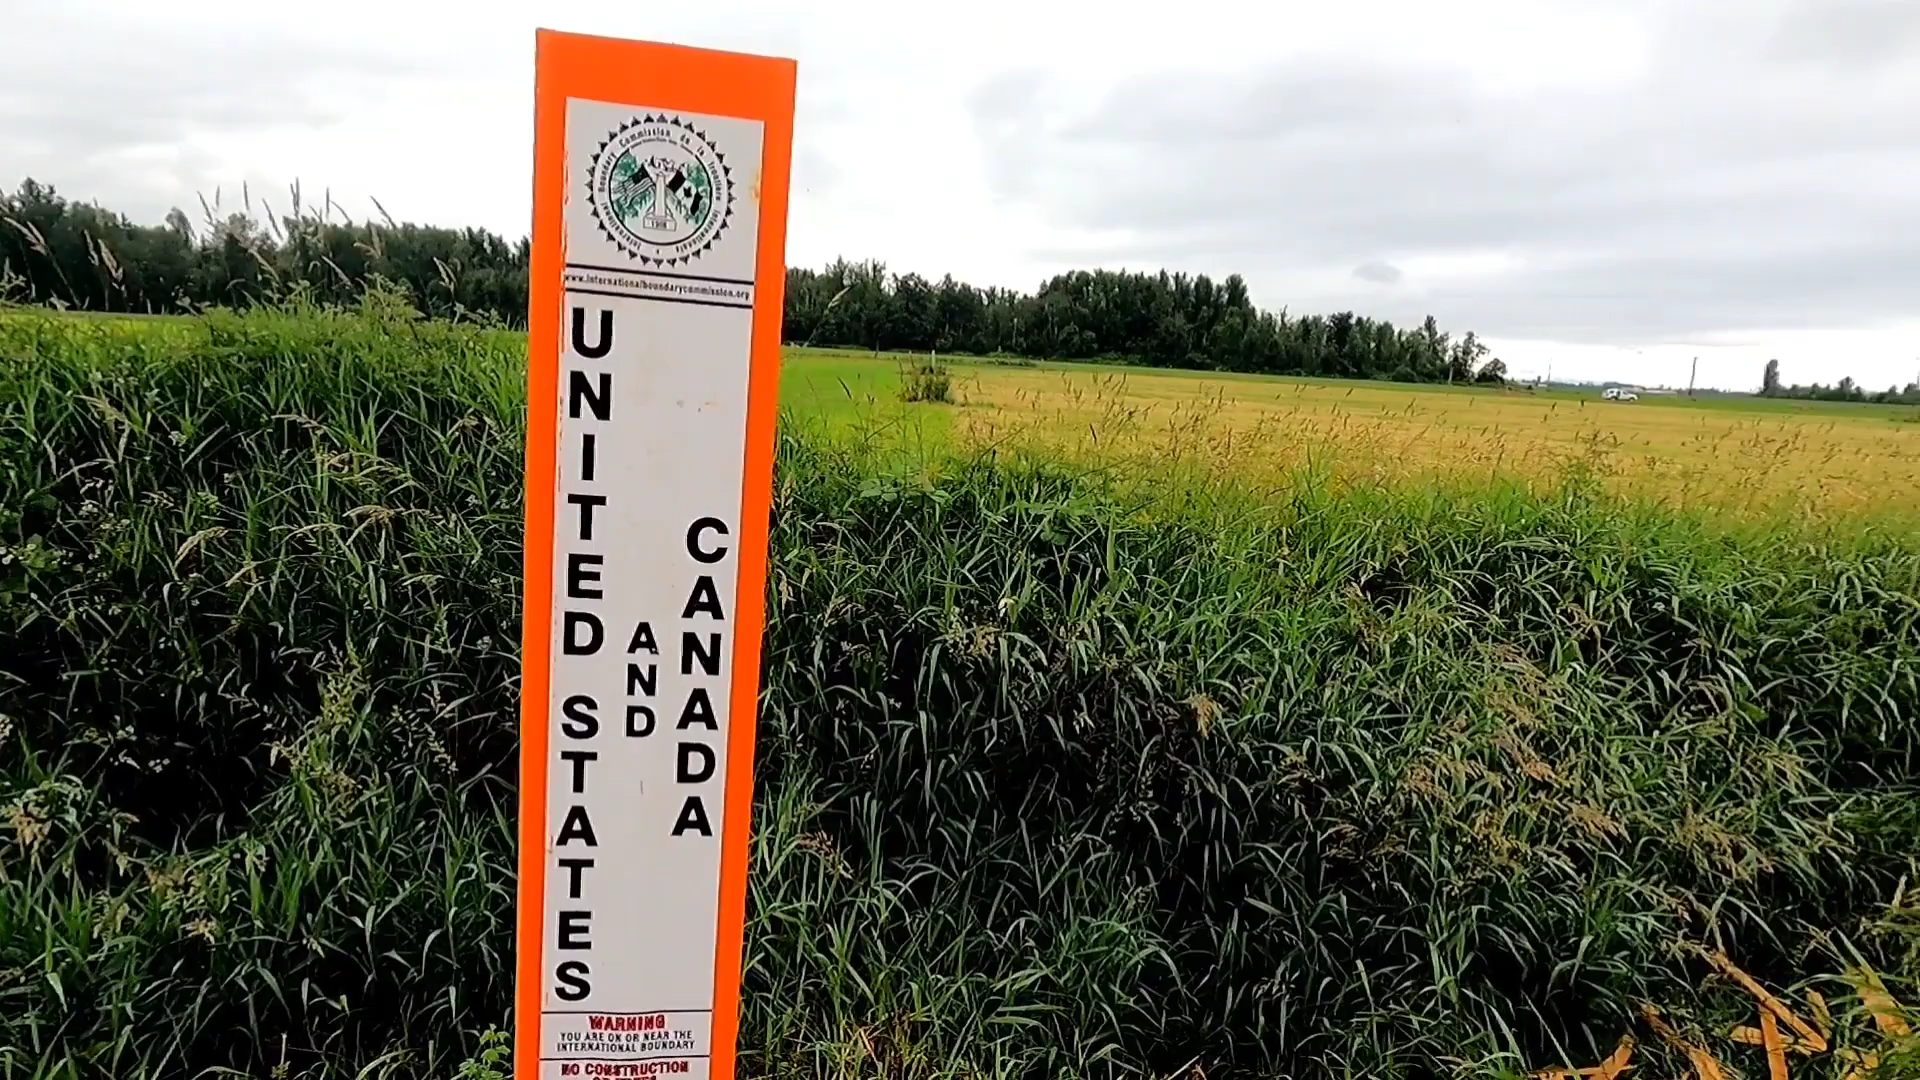 International Boundary Commission de la frontière internationale
1908
www.internationalboundarycommission.org
UNITED STATES
AND
CANADA
WARNING
YOU ARE ON OR NEAR THE
INTERNATIONAL BOUNDARY
NO CONSTRUCTION